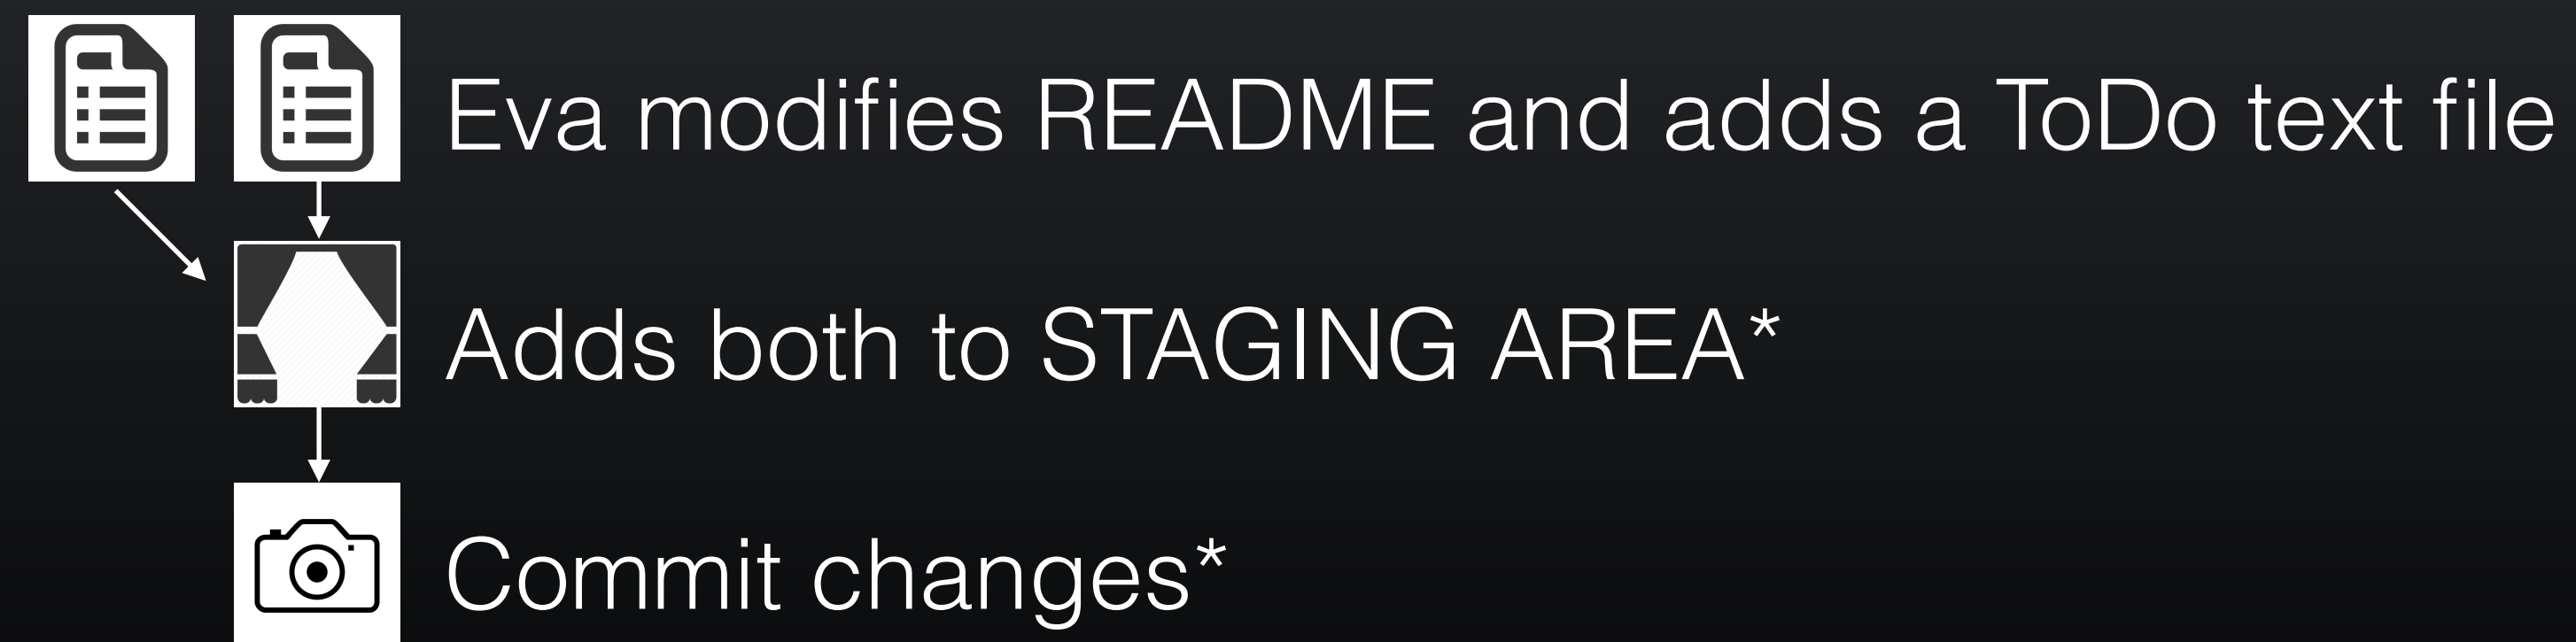 Eva modifies README and adds a ToDo text file
Adds both to STAGING AREA*
Commit changes*